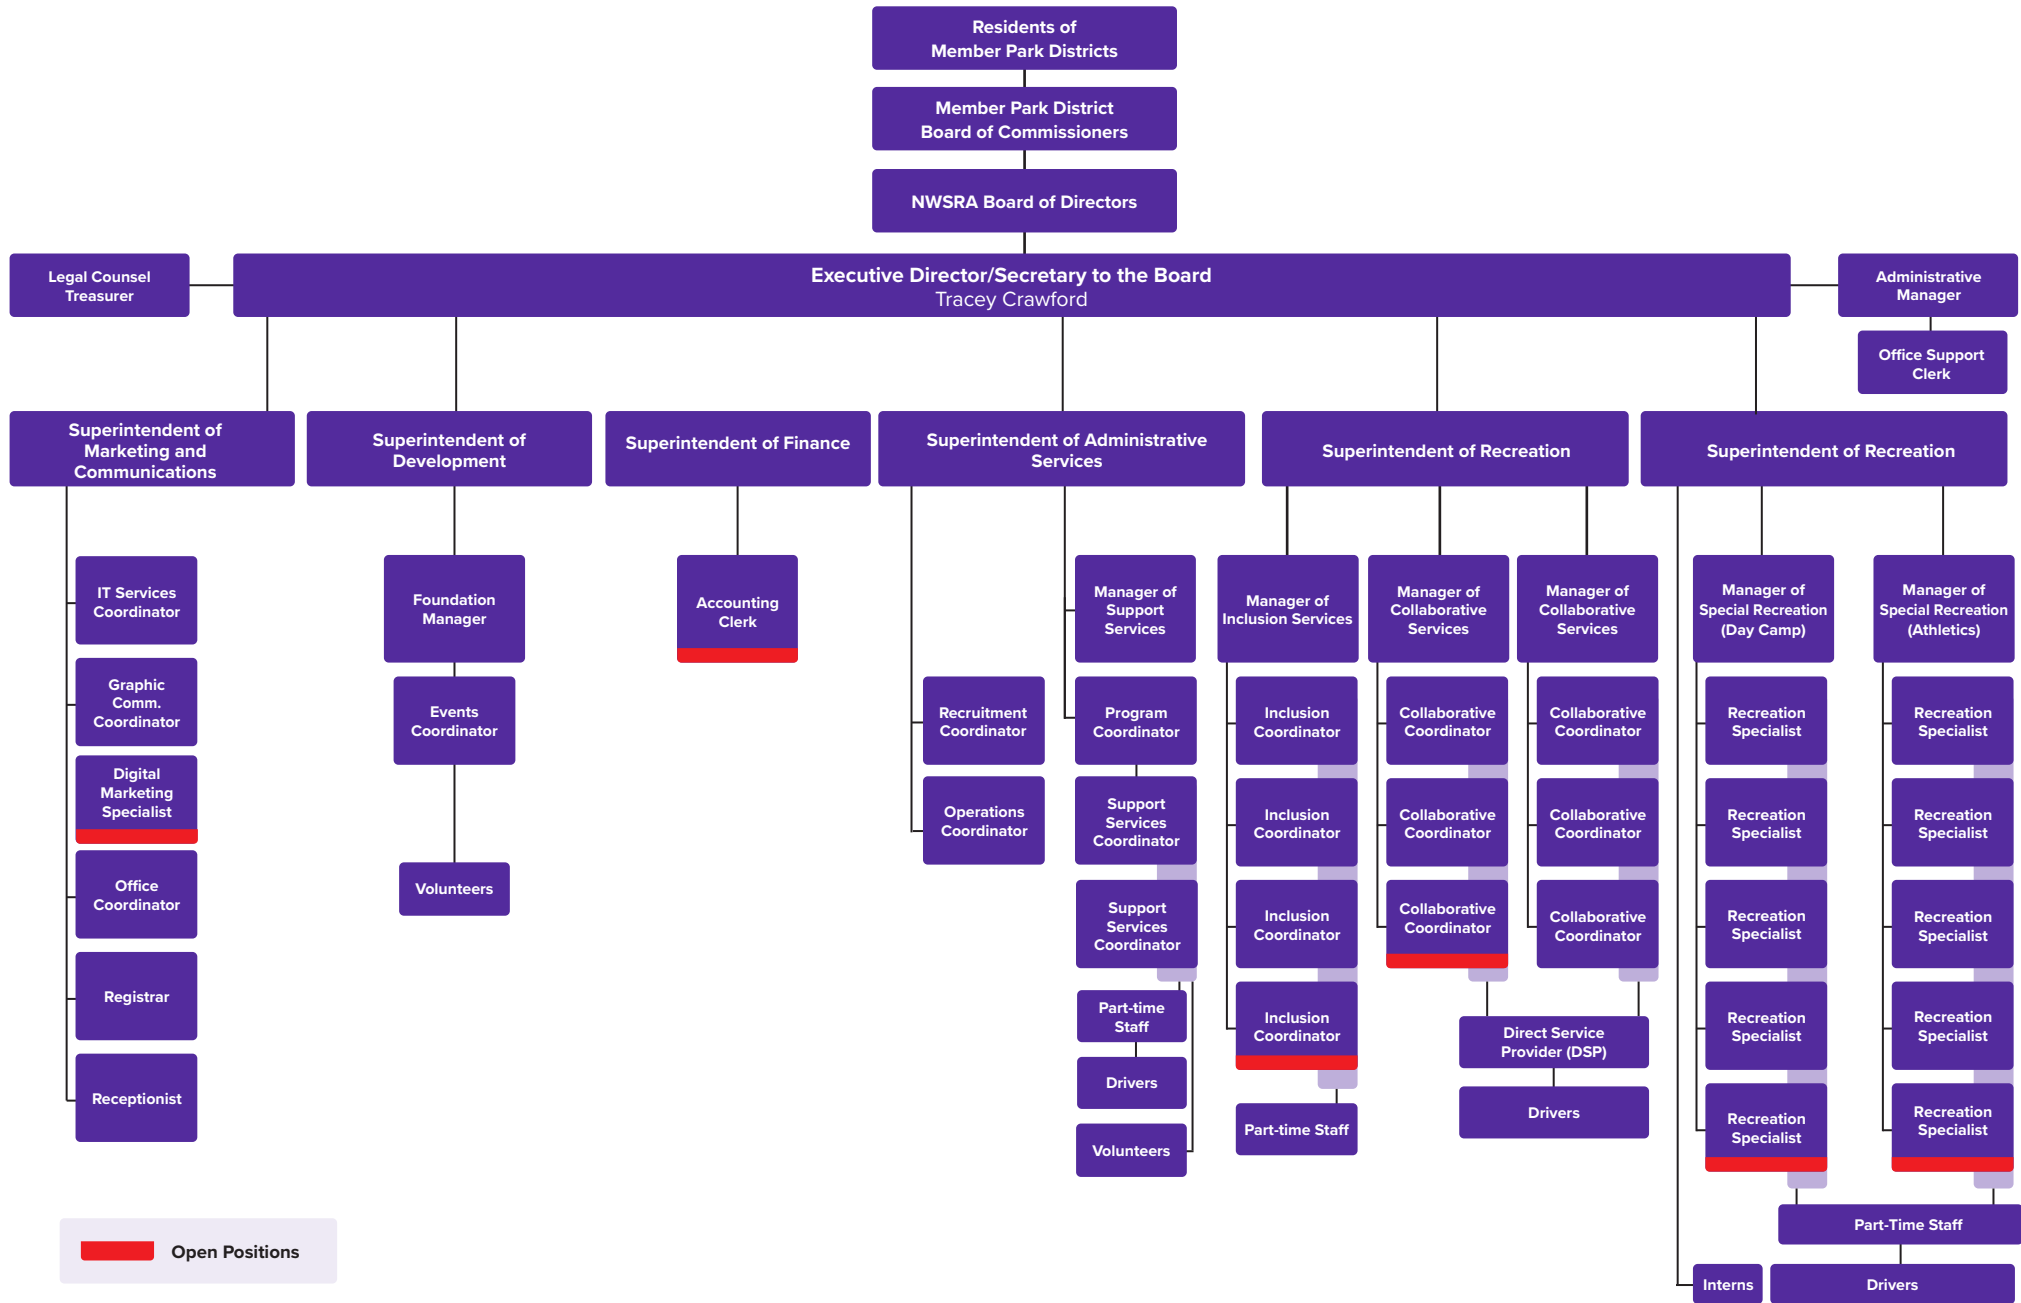 Residents of
Member Park Districts
Member Park District
Board of Commissioners
NWSRA Board of Directors
Legal Counsel
Treasurer
Executive Director/Secretary to the Board
Tracey Crawford
Administrative
Manager
Office Support
Clerk
Superintendent of
Marketing and
Communications
Superintendent of
Development
Superintendent of Finance
Superintendent of Administrative
Services
Superintendent of Recreation
Superintendent of Recreation
IT Services
Coordinator
Graphic
Comm.
Coordinator
Digital
Marketing
Specialist
Office
Coordinator
Registrar
Receptionist
Foundation
Manager
Events
Coordinator
Volunteers
Accounting
Clerk
Recruitment
Coordinator
Operations
Coordinator
Manager of
Support
Services
Program
Coordinator
Support
Services
Coordinator
Support
Services
Coordinator
Part-time
Staff
Drivers
Volunteers
Manager of
Inclusion Services
Inclusion
Coordinator
Inclusion
Coordinator
Inclusion
Coordinator
Inclusion
Coordinator
Part-time Staff
Manager of
Collaborative
Services
Collaborative
Coordinator
Collaborative
Coordinator
Collaborative
Coordinator
Manager of
Collaborative
Services
Collaborative
Coordinator
Collaborative
Coordinator
Collaborative
Coordinator
Direct Service
Provider (DSP)
Drivers
Manager of
Special Recreation
(Day Camp)
Recreation
Specialist
Recreation
Specialist
Recreation
Specialist
Recreation
Specialist
Recreation
Specialist
Manager of
Special Recreation
(Athletics)
Recreation
Specialist
Recreation
Specialist
Recreation
Specialist
Recreation
Specialist
Recreation
Specialist
Part-Time Staff
Interns
Drivers
Open Positions